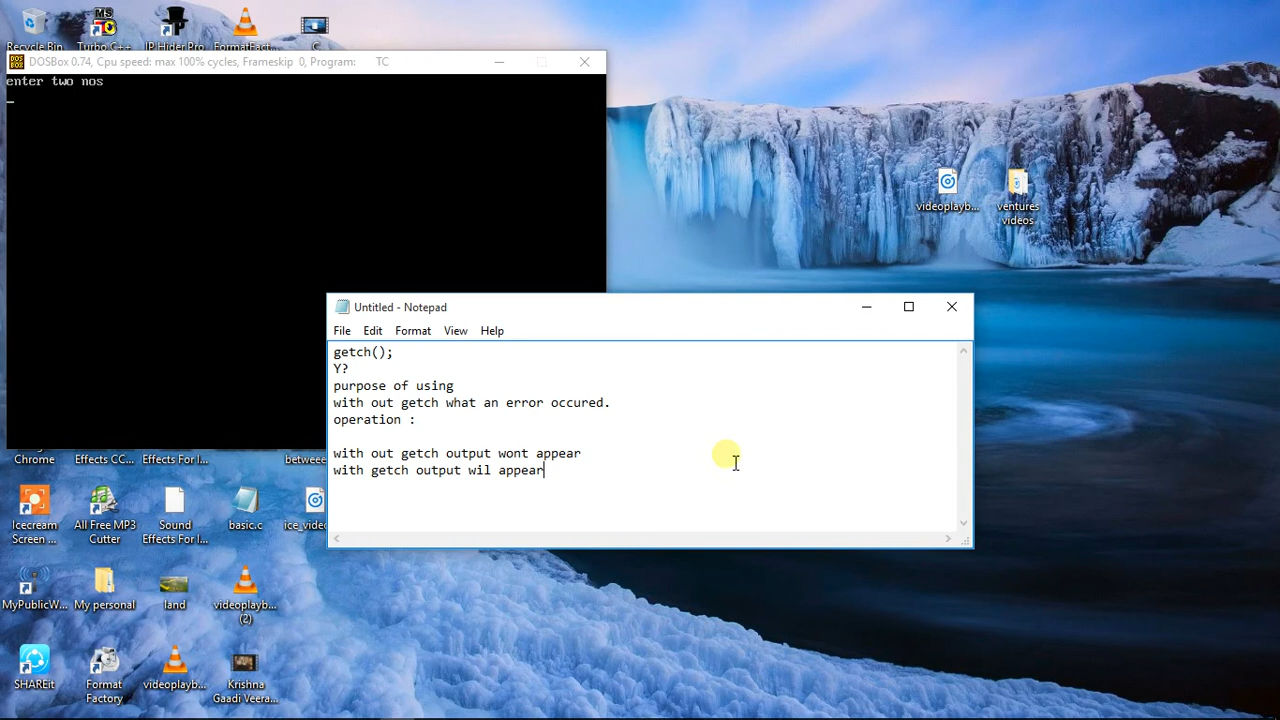 Recycle Bin
Turbo C++
IP Hider Pro
FormatFact...
C
DOSBox 0.74, Cpu speed: max 100% cycles, Frameskip 0, Program: TC
enter two nos
_
videoplayb...
ventures
videos
Untitled - Notepad
File Edit Format View Help
getch();
Y?
purpose of using
with out getch what an error occured.
operation :
with out getch output wont appear
with getch output wil appear
Chrome
Effects CC...
Effects For I...
betwee
Icecream
Screen ...
All Free MP3
Cutter
Sound
Effects For I...
basic.c
ice_video
MyPublicW...
My personal
land
videoplayb...
(2)
SHAREit
Format
Factory
videoplayb...
Krishna
Gaadi Veera...